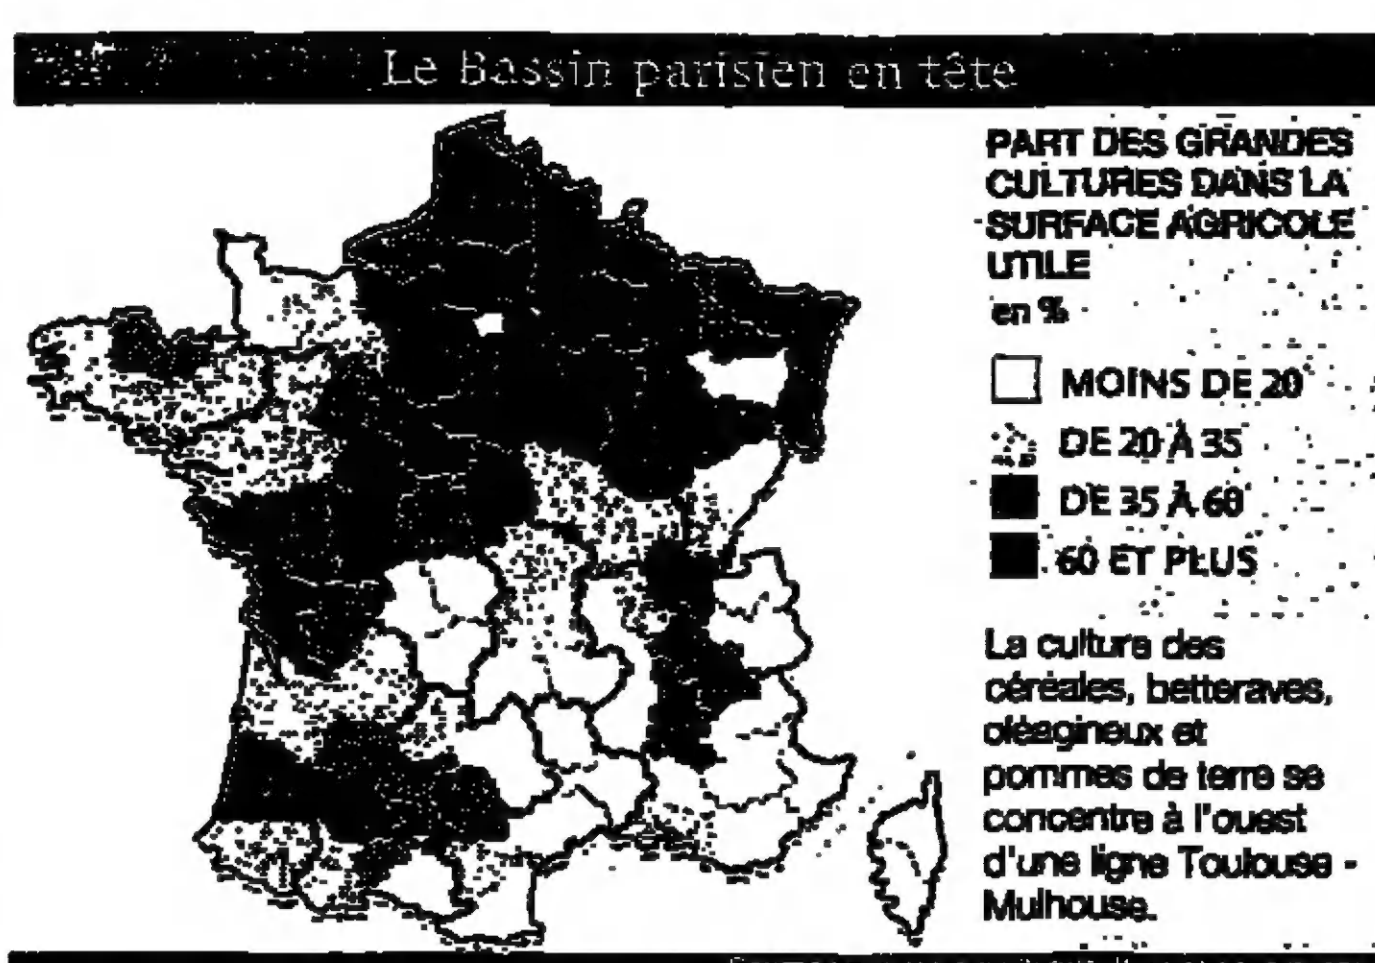 Le Bassin parisien en tête
PART DES GRANDES
CULTURES DANS LA
SURFACE AGRICOLE
UTILE
en %
MOINS DE 20
DE 20 À 35
DE 35 À 60
60 ET PLUS
La culture des
céréales, betteraves,
oléagineux et
pommes de terre se
concentre à l'ouest
d'une ligne Toulouse -
Mulhouse.